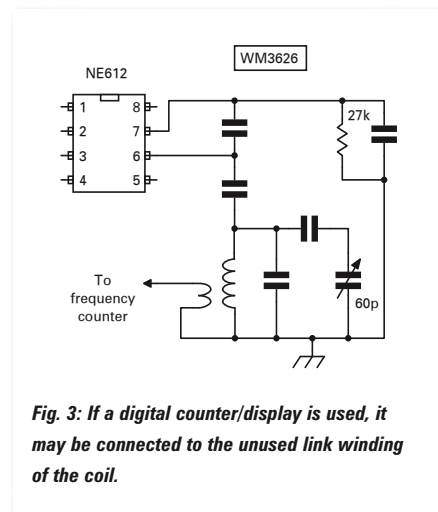 WM3626
NE612
1 8
2 7
3 6
4 5
27k
60p
To
frequency
counter
Fig. 3: If a digital counter/display is used, it
may be connected to the unused link winding
of the coil.